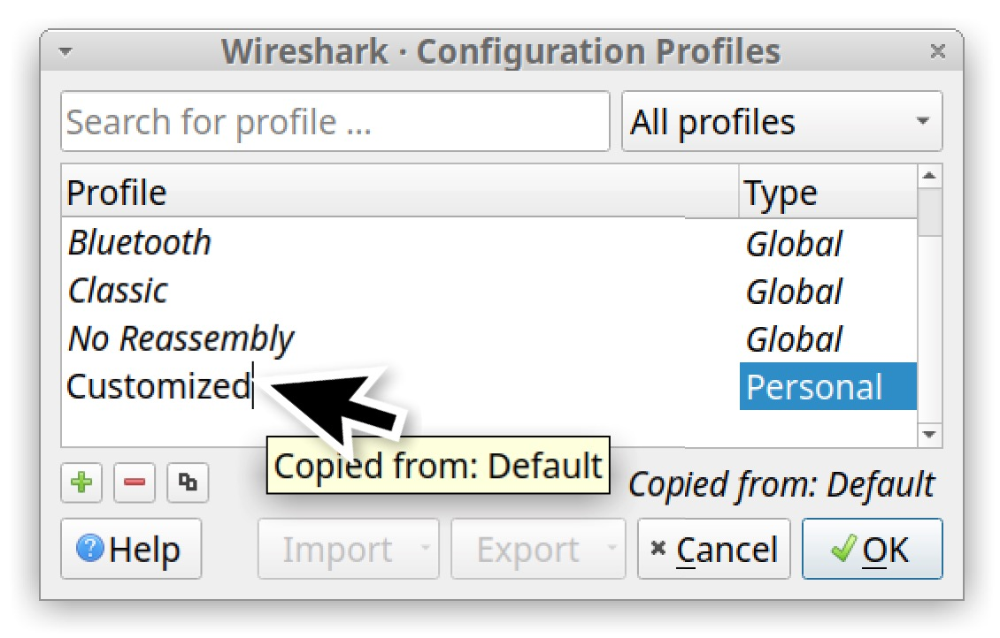 Wireshark · Configuration Profiles
Search for profile ... All profiles
Profile Type
Bluetooth Global
Classic Global
No Reassembly Global
Customized Personal
Copied from: Default
Copied from: Default
Help Import Export Cancel OK